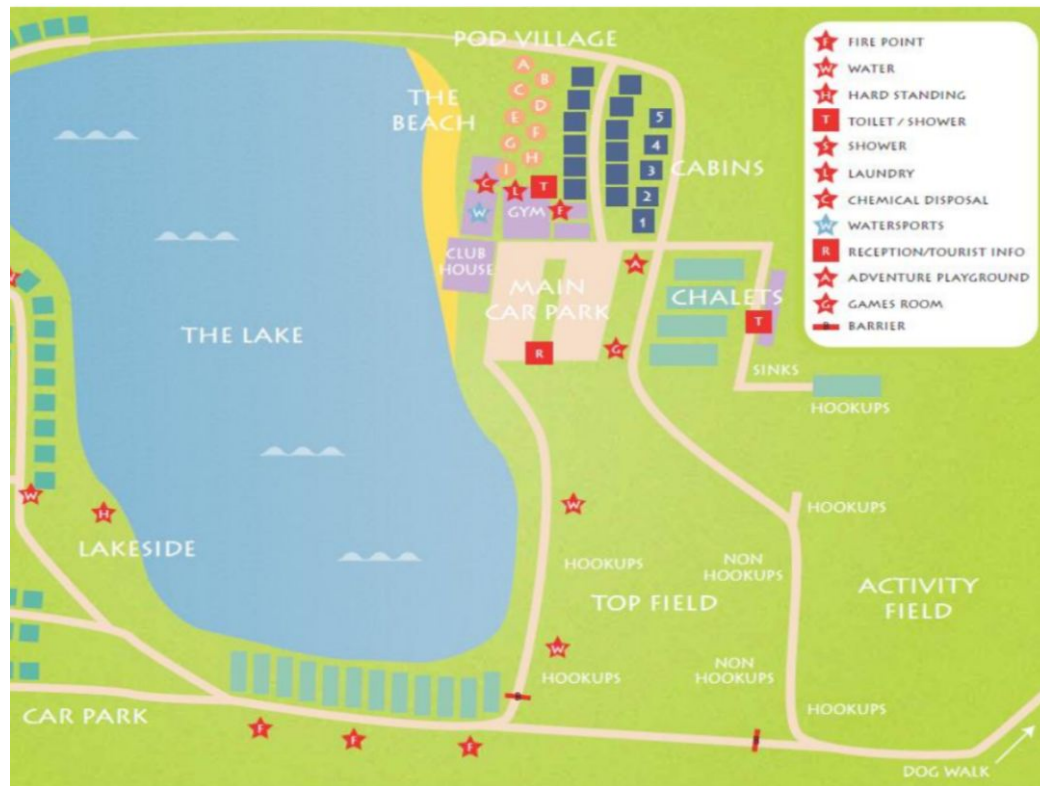 POD VILLAGE
THE
BEACH
A
B
C
D
E
F
G
H
I
5
4
3
2
1
CABINS
C
L
T
W
GYM
F
CLUB
HOUSE
MAIN
CAR PARK
A
CHALETS
T
R
G
SINKS
HOOKUPS
THE LAKE
W
W
H
LAKESIDE
W
HOOKUPS
HOOKUPS
NON
HOOKUPS
TOP FIELD
ACTIVITY
FIELD
W
HOOKUPS
NON
HOOKUPS
HOOKUPS
B
CAR PARK
F
F
F
B
DOG WALK
F FIRE POINT
W WATER
H HARD STANDING
T TOILET / SHOWER
S SHOWER
L LAUNDRY
C CHEMICAL DISPOSAL
W WATERSPORTS
R RECEPTION/TOURIST INFO
A ADVENTURE PLAYGROUND
G GAMES ROOM
B BARRIER